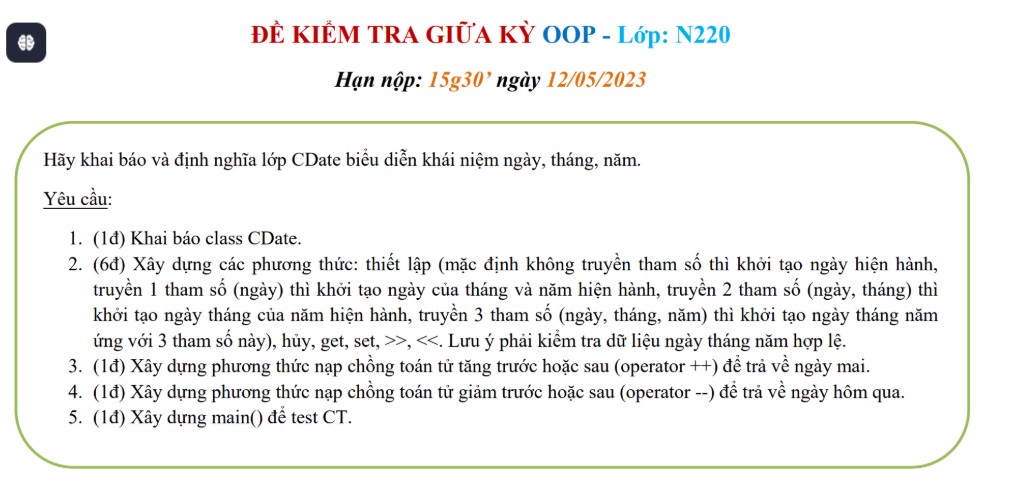 ĐỀ KIỂM TRA GIỮA KỲ OOP - Lớp: N220
Hạn nộp: 15g30’ ngày 12/05/2023
Hãy khai báo và định nghĩa lớp CDate biểu diễn khái niệm ngày, tháng, năm.
Yêu cầu:
1. (1đ) Khai báo class CDate.
2. (6đ) Xây dựng các phương thức: thiết lập (mặc định không truyền tham số thì khởi tạo ngày hiện hành,
truyền 1 tham số (ngày) thì khởi tạo ngày của tháng và năm hiện hành, truyền 2 tham số (ngày, tháng) thì
khởi tạo ngày tháng của năm hiện hành, truyền 3 tham số (ngày, tháng, năm) thì khởi tạo ngày tháng năm
ứng với 3 tham số này), hủy, get, set, >>, <<. Lưu ý phải kiểm tra dữ liệu ngày tháng năm hợp lệ.
3. (1đ) Xây dựng phương thức nạp chồng toán tử tăng trước hoặc sau (operator ++) để trả về ngày mai.
4. (1đ) Xây dựng phương thức nạp chồng toán tử giảm trước hoặc sau (operator --) để trả về ngày hôm qua.
5. (1đ) Xây dựng main() để test CT.